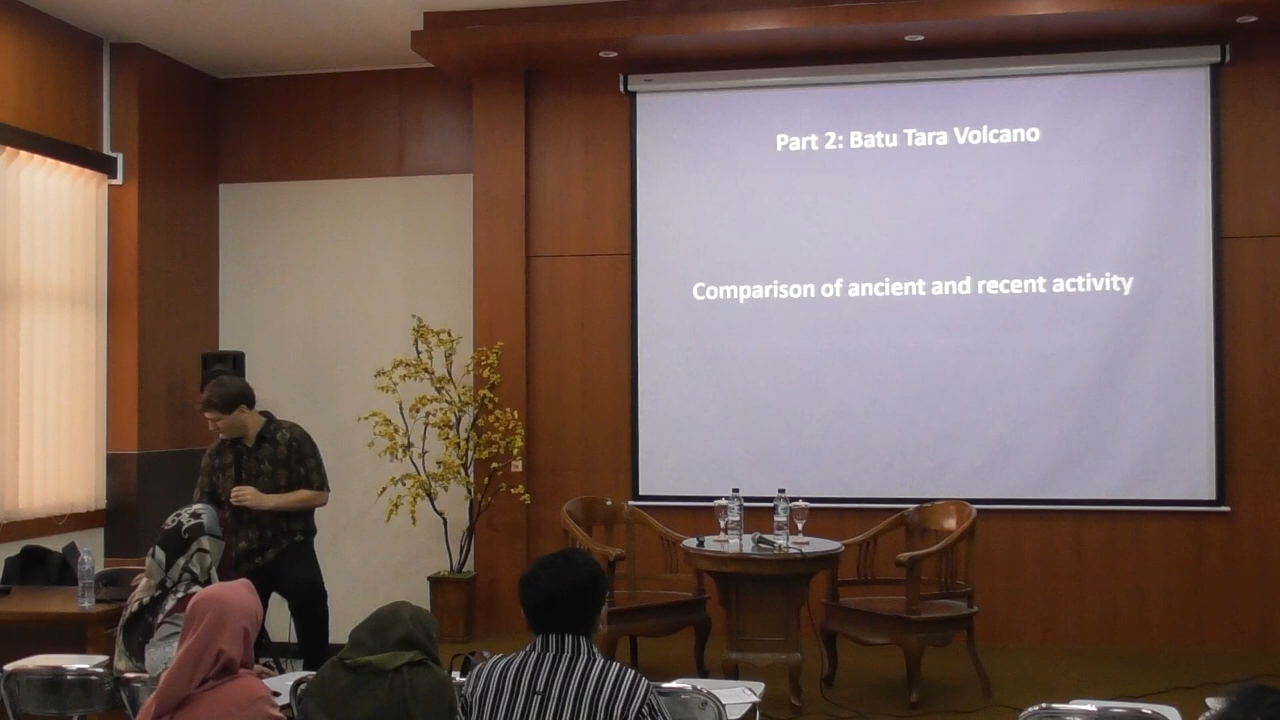 Part 2: Batu Tara Volcano
Comparison of ancient and recent activity